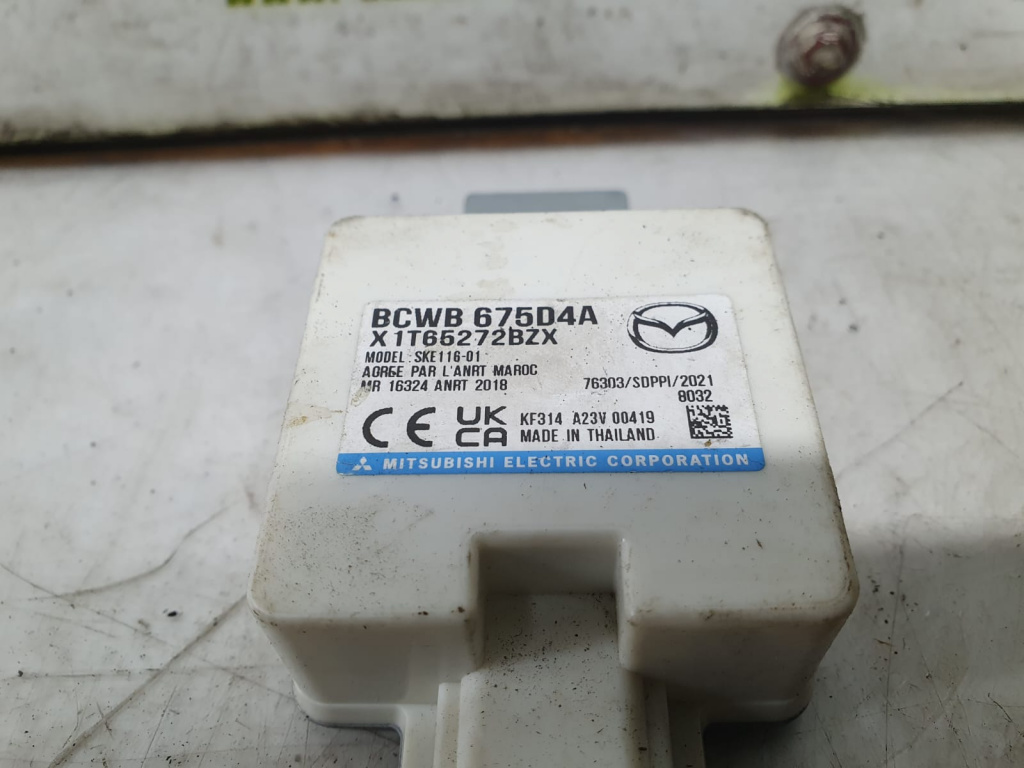 BCWB 675D4A
X1T65272BZX
MODEL:SKE116-01
AGRÉE PAR L'ANRT MAROC
MR 16324 ANRT 2018
76303/SDPPI/2021
8032
CE UK CA
KF314 A23V 00419
MADE IN THAILAND
MITSUBISHI ELECTRIC CORPORATION